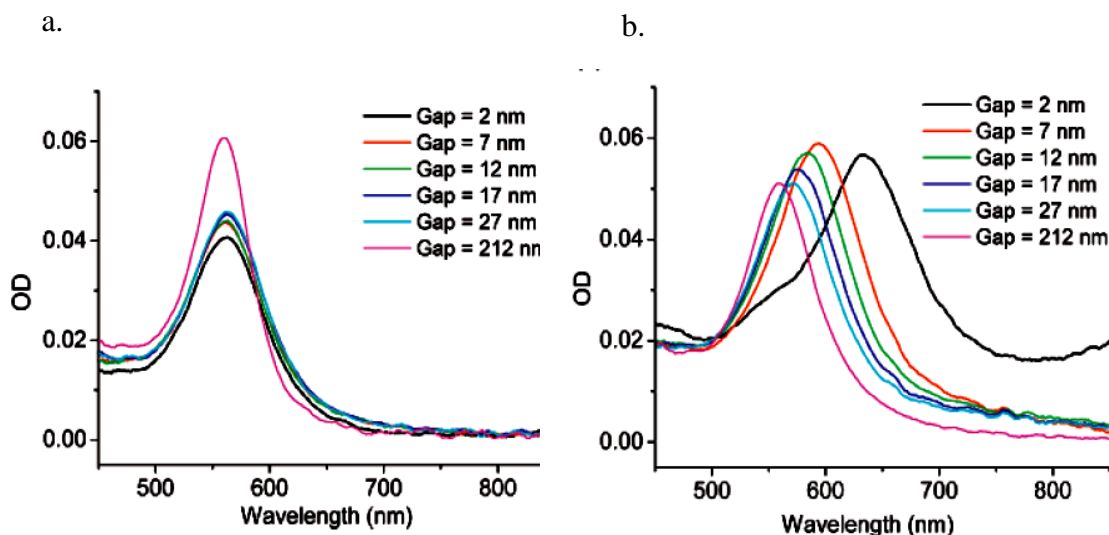 a.
b.
Gap = 2 nm
Gap = 7 nm
Gap = 12 nm
Gap = 17 nm
Gap = 27 nm
Gap = 212 nm
0.06
0.04
0.02
0.00
OD
500 600 700 800
Wavelength (nm)
Gap = 2 nm
Gap = 7 nm
Gap = 12 nm
Gap = 17 nm
Gap = 27 nm
Gap = 212 nm
0.06
0.04
0.02
0.00
OD
500 600 700 800
Wavelength (nm)